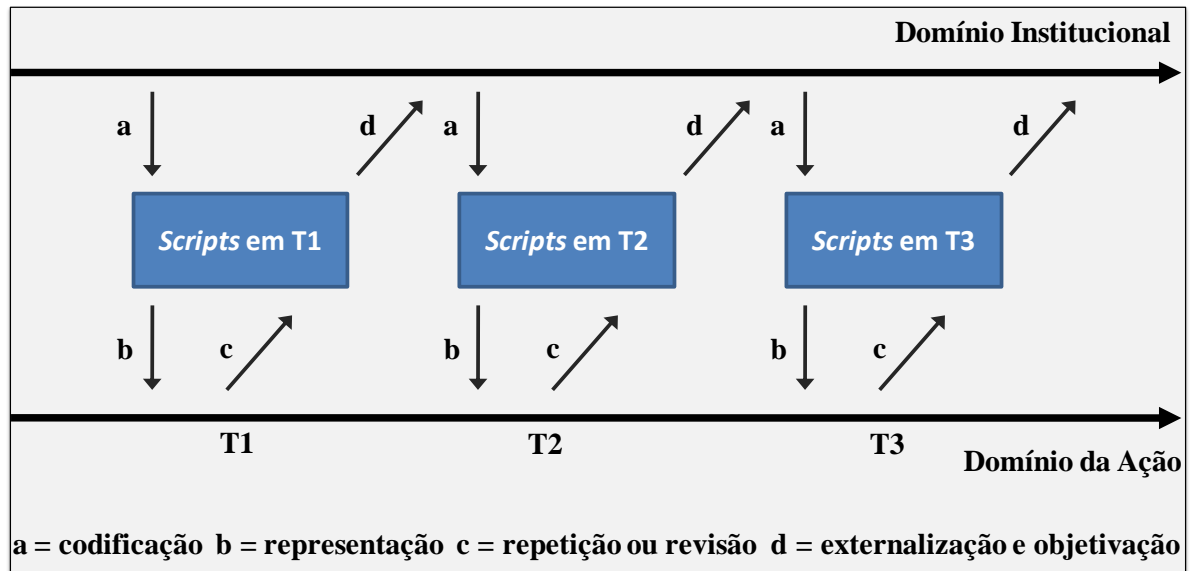 Domínio Institucional
a d a d a d
Scripts em T1 Scripts em T2 Scripts em T3
b c b c b c
T1 T2 T3
Domínio da Ação
a = codificação b = representação c = repetição ou revisão d = externalização e objetivação